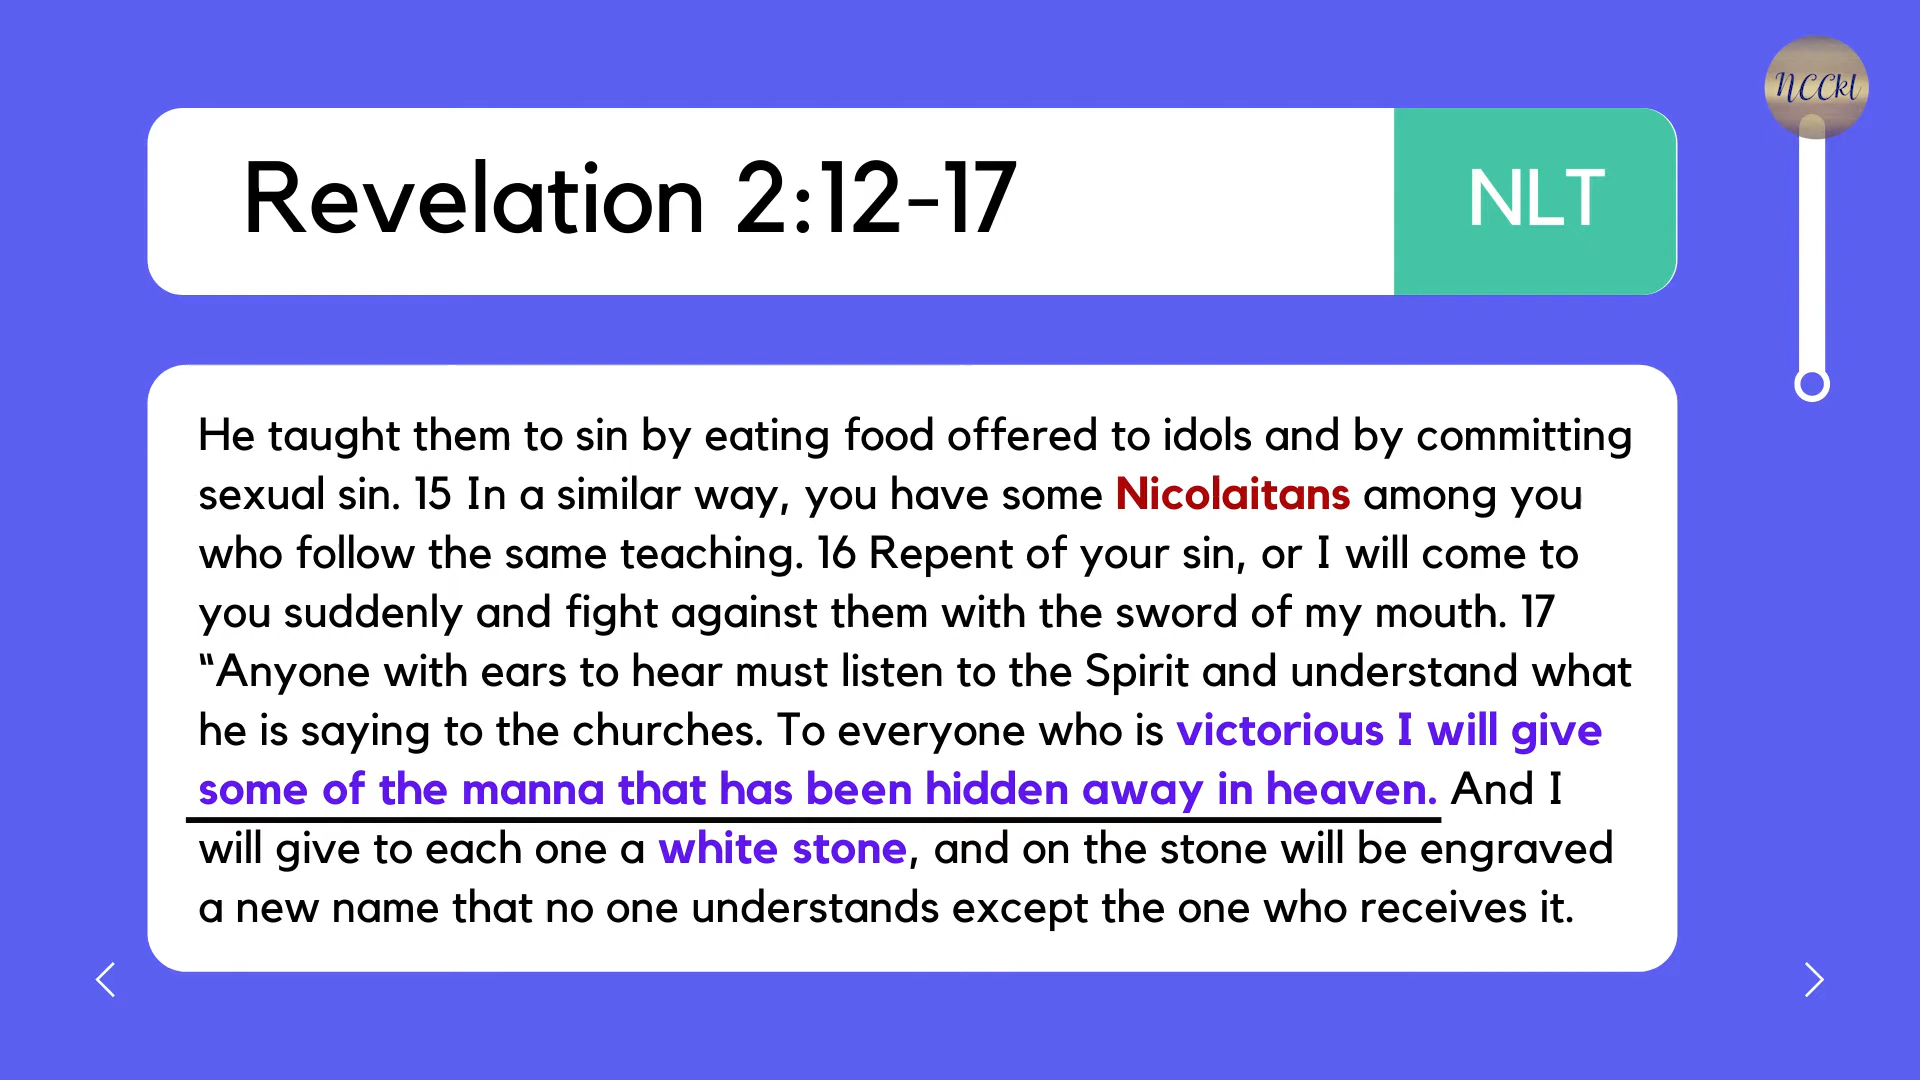 NCCkl
Revelation 2:12-17
NLT
He taught them to sin by eating food offered to idols and by committing
sexual sin. 15 In a similar way, you have some Nicolaitans among you
who follow the same teaching. 16 Repent of your sin, or I will come to
you suddenly and fight against them with the sword of my mouth. 17
“Anyone with ears to hear must listen to the Spirit and understand what
he is saying to the churches. To everyone who is victorious I will give
some of the manna that has been hidden away in heaven. And I
will give to each one a white stone, and on the stone will be engraved
a new name that no one understands except the one who receives it.